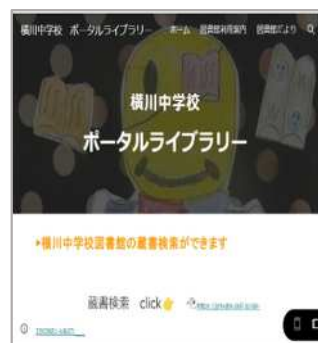 横川中学校 ポータルライブラリー ホーム 図書館利用案内 図書館だより
横川中学校
ポータルライブラリー
▶横川中学校図書館の蔵書検索ができます
蔵書検索 click👉